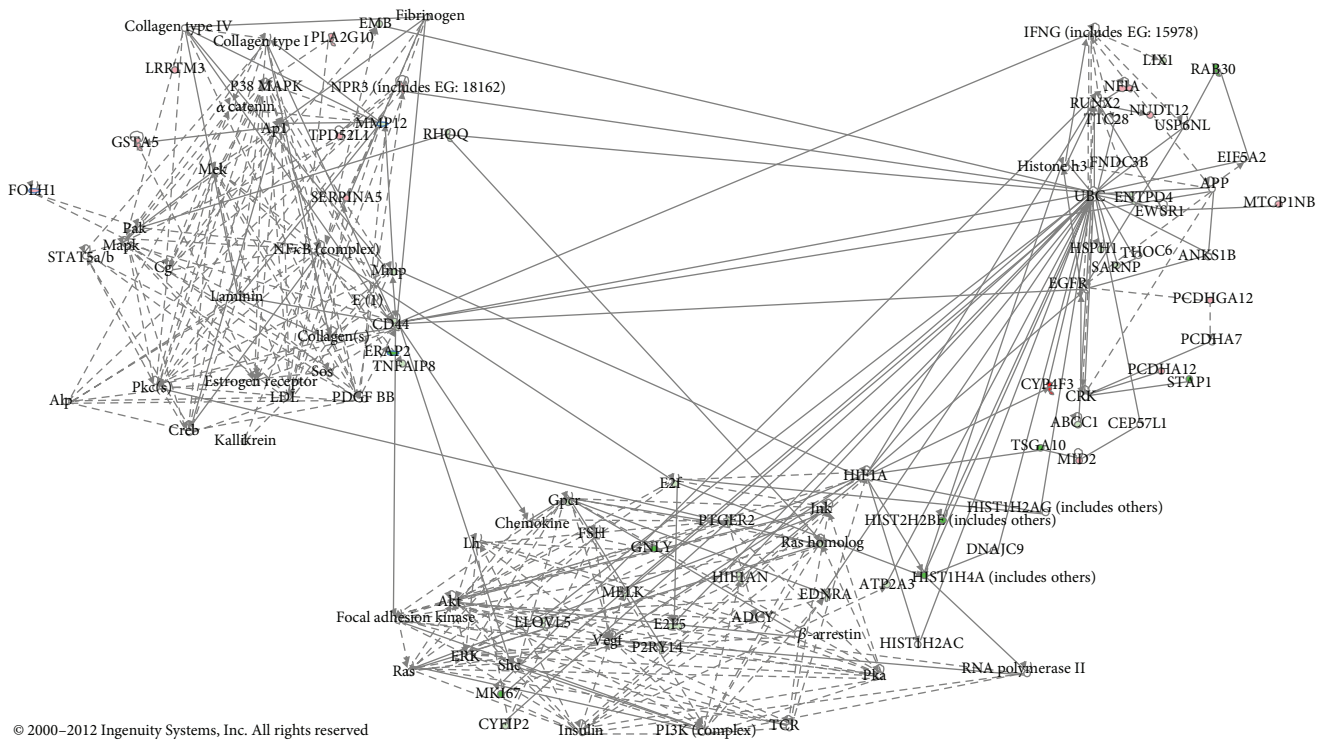 Collagen type IV
Fibrinogen
EMB
Collagen type I
PLA2G10
LRRTM3
P38 MAPK
NPR3 (includes EG: 18162)
α catenin
Ap1
TPD52L1
MMP12
RHOQ
GSTA5
Mek
FOLH1
SERPINA5
Pak
Mapk
STAT5a/b
NFκB (complex)
Cg
Mmp
Laminin
CD44
Collagen(s)
ERAP2
TNFAIP8
Sos
Pkc(s)
Estrogen receptor
LDL
PDGF BB
Alp
Creb
Kallikrein
IFNG (includes EG: 15978)
LIX1
RAB30
NFIA
RUNX2
NUDT12
TTC28
USP6NL
Histone h3
FNDC3B
EIF5A2
APP
UBC
ENTPD4
EWSR1
MTCP1NB
HSPH1
THOC6
SARNP
ANKS1B
EGFR
PCDHGA12
PCDHA7
PCDHA12
STAP1
CYP4F3
CRK
ABCC1
CEP57L1
TSGA10
MID2
E2f
HIF1A
Gpcr
Jnk
HIST1H2AG (includes others)
Chemokine
PTGER2
HIST2H2BE (includes others)
FSH
Lh
GNLY
Ras homolog
DNAJC9
HIF1AN
ATP2A3
HIST1H4A (includes others)
MELK
EDNRA
Akt
Focal adhesion kinase
ELOVL5
E2F5
ADCY
β-arrestin
Vegf
P2RY14
HIST1H2AC
ERK
Shc
Ras
Pka
RNA polymerase II
MKI67
CYFIP2
Insulin
PI3K (complex)
TCR
© 2000–2012 Ingenuity Systems, Inc. All rights reserved